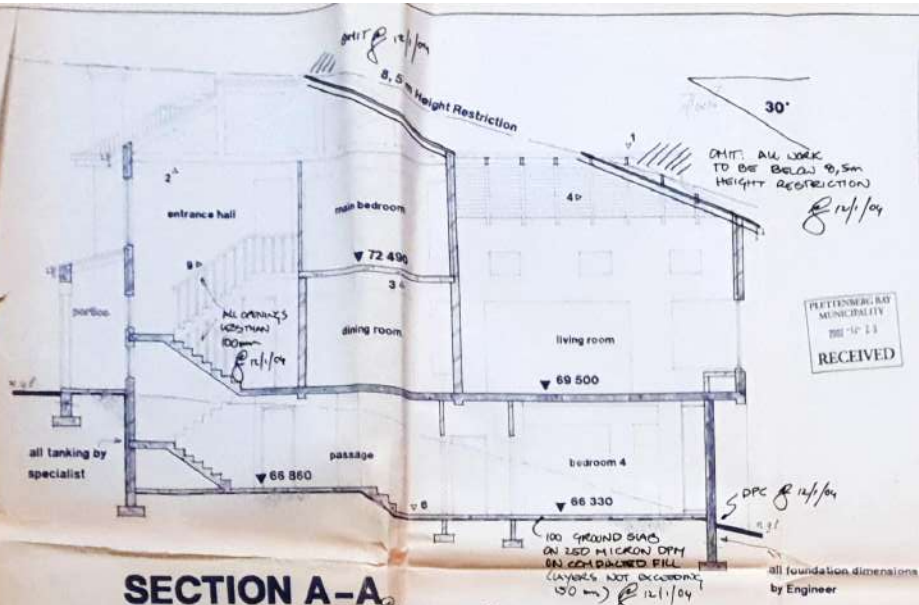 OMIT 12/1/04
8,5m Height Restriction
30°
1
OMIT: ALL WORK
TO BE BELOW 8,5m
HEIGHT RESTRICTION
12/1/04
2
entrance hall
main bedroom
4
72 490
9
3
ALL OPENINGS
LESS THAN
100mm
12/1/04
portico
dining room
living room
PLETTENBERG BAY
MUNICIPALITY
RECEIVED
69 500
n.g.l
all tanking by
specialist
passage
bedroom 4
66 860
66 330
6
DPC 12/1/04
n.g.l
100 GROUND SLAB
ON 250 MICRON DPM
ON COMPACTED FILL
(LAYERS NOT EXCEEDING
150 mm) 12/1/04
all foundation dimensions
by Engineer
SECTION A-A